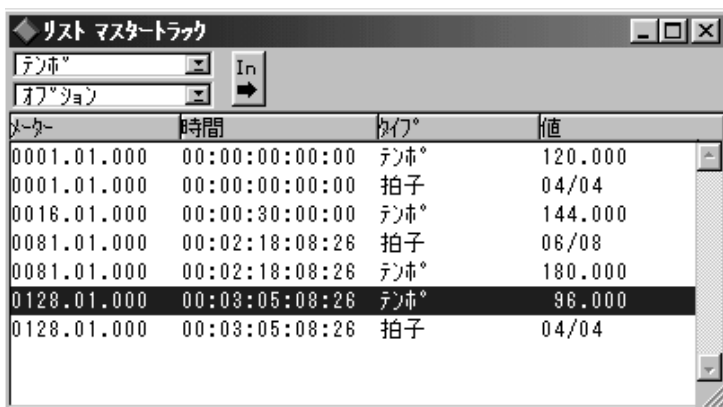 リスト マスタートラック
テンポ
In
オプション
メーター 時間 タイプ 値
0001.01.000 00:00:00:00:00 テンポ 120.000
0001.01.000 00:00:00:00:00 拍子 04/04
0016.01.000 00:00:30:00:00 テンポ 144.000
0081.01.000 00:02:18:08:26 拍子 06/08
0081.01.000 00:02:18:08:26 テンポ 180.000
0128.01.000 00:03:05:08:26 テンポ 96.000
0128.01.000 00:03:05:08:26 拍子 04/04